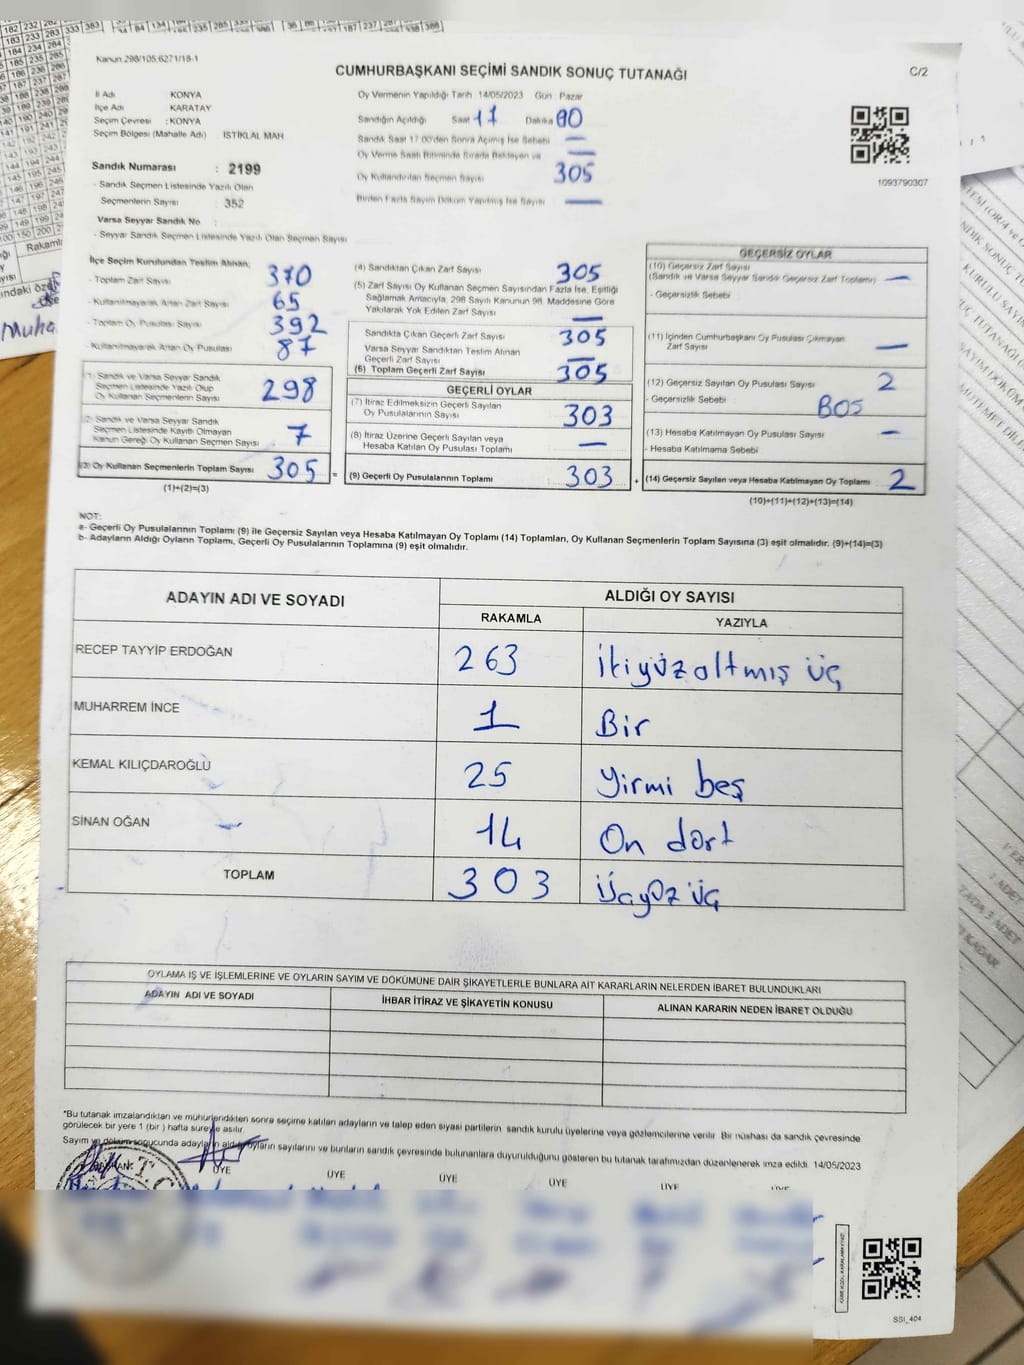 Kanun:298/105.6271/18-1
CUMHURBAŞKANI SEÇİMİ SANDIK SONUÇ TUTANAĞI
C/2
İl Adı KONYA
İlçe Adı KARATAY
Seçim Çevresi : KONYA
Seçim Bölgesi (Mahalle Adı) İSTİKLAL MAH
Sandık Numarası : 2199
- Sandık Seçmen Listesinde Yazılı Olan
Seçmenlerin Sayısı : 352
Varsa Seyyar Sandık No :
- Seyyar Sandık Seçmen Listesinde Yazılı Olan Seçmen Sayısı
Oy Vermenin Yapıldığı Tarih 14/05/2023 Gün : Pazar
Sandığın Açıldığı Saat 17 Dakika 00
Sandık Saat 17.00'den Sonra Açılmış İse Sebebi —
Oy Verme Saati Bitiminde Sırada Bekleyen ve
Oy Kullandırılan Seçmen Sayısı 305
Birden Fazla Sayım Döküm Yapılmış İse Sayısı —
1093790307
İlçe Seçim Kurulundan Teslim Alınan;
- Toplam Zarf Sayısı 370
- Kullanılmayarak Artan Zarf Sayısı 65
- Toplam Oy Pusulası Sayısı 392
- Kullanılmayarak Artan Oy Pusulası 87
(1) Sandık ve Varsa Seyyar Sandık
Seçmen Listesinde Yazılı Olup
Oy Kullanan Seçmenlerin Sayısı 298
(2) Sandık ve Varsa Seyyar Sandık
Seçmen Listesinde Kayıtlı Olmayan
Kanun Gereği Oy Kullanan Seçmen Sayısı 7
(3) Oy Kullanan Seçmenlerin Toplam Sayısı 305 =
(1)+(2)=(3)
(4) Sandıktan Çıkan Zarf Sayısı 305
(5) Zarf Sayısı Oy Kullanan Seçmen Sayısından Fazla İse, Eşitliği
Sağlamak Amacıyla, 298 Sayılı Kanunun 98. Maddesine Göre
Yakılarak Yok Edilen Zarf Sayısı —
Sandıkta Çıkan Geçerli Zarf Sayısı 305
Varsa Seyyar Sandıktan Teslim Alınan
Geçerli Zarf Sayısı —
(6) Toplam Geçerli Zarf Sayısı 305
GEÇERLİ OYLAR
(7) İtiraz Edilmeksizin Geçerli Sayılan
Oy Pusulalarının Sayısı 303
(8) İtiraz Üzerine Geçerli Sayılan veya
Hesaba Katılan Oy Pusulası Toplamı —
(9) Geçerli Oy Pusulalarının Toplamı 303 +
GEÇERSİZ OYLAR
(10) Geçersiz Zarf Sayısı
(Sandık ve Varsa Seyyar Sandık Geçersiz Zarf Toplamı) —
- Geçersizlik Sebebi :
(11) İçinden Cumhurbaşkanı Oy Pusulası Çıkmayan
Zarf Sayısı —
(12) Geçersiz Sayılan Oy Pusulası Sayısı 2
- Geçersizlik Sebebi BOS
(13) Hesaba Katılmayan Oy Pusulası Sayısı —
- Hesaba Katılmama Sebebi
(14) Geçersiz Sayılan veya Hesaba Katılmayan Oy Toplamı 2
(10)+(11)+(12)+(13)=(14)
NOT:
a- Geçerli Oy Pusulalarının Toplamı (9) ile Geçersiz Sayılan veya Hesaba Katılmayan Oy Toplamı (14) Toplamları, Oy Kullanan Seçmenlerin Toplam Sayısına (3) eşit olmalıdır. (9)+(14)=(3)
b- Adayların Aldığı Oyların Toplamı, Geçerli Oy Pusulalarının Toplamına (9) eşit olmalıdır.
ADAYIN ADI VE SOYADI
ALDIĞI OY SAYISI
RAKAMLA YAZIYLA
RECEP TAYYİP ERDOĞAN 263 İkiyüzaltmış üç
MUHARREM İNCE 1 Bir
KEMAL KILIÇDAROĞLU 25 Yirmi beş
SİNAN OĞAN 14 On dört
TOPLAM 303 Üçyüz üç
OYLAMA İŞ VE İŞLEMLERİNE VE OYLARIN SAYIM VE DÖKÜMÜNE DAİR ŞİKAYETLERLE BUNLARA AİT KARARLARIN NELERDEN İBARET BULUNDUKLARI
ADAYIN ADI VE SOYADI
İHBAR İTİRAZ VE ŞİKAYETİN KONUSU
ALINAN KARARIN NEDEN İBARET OLDUĞU
*Bu tutanak imzalandıktan ve mühürlendikten sonra seçime katılan adayların ve talep eden siyasi partilerin sandık kurulu üyelerine veya gözlemcilerine verilir. Bir nüshası da sandık çevresinde
görülecek bir yere 1 (bir ) hafta süreyle asılır.
Sayım ve döküm sonucunda adayların aldığı oyların sayılarını ve bunların sandık çevresinde bulunanlara duyurulduğunu gösteren bu tutanak tarafımızdan düzenlenerek imza edildi. 14/05/2023
BAŞKAN ÜYE ÜYE ÜYE ÜYE ÜYE
SSI_404